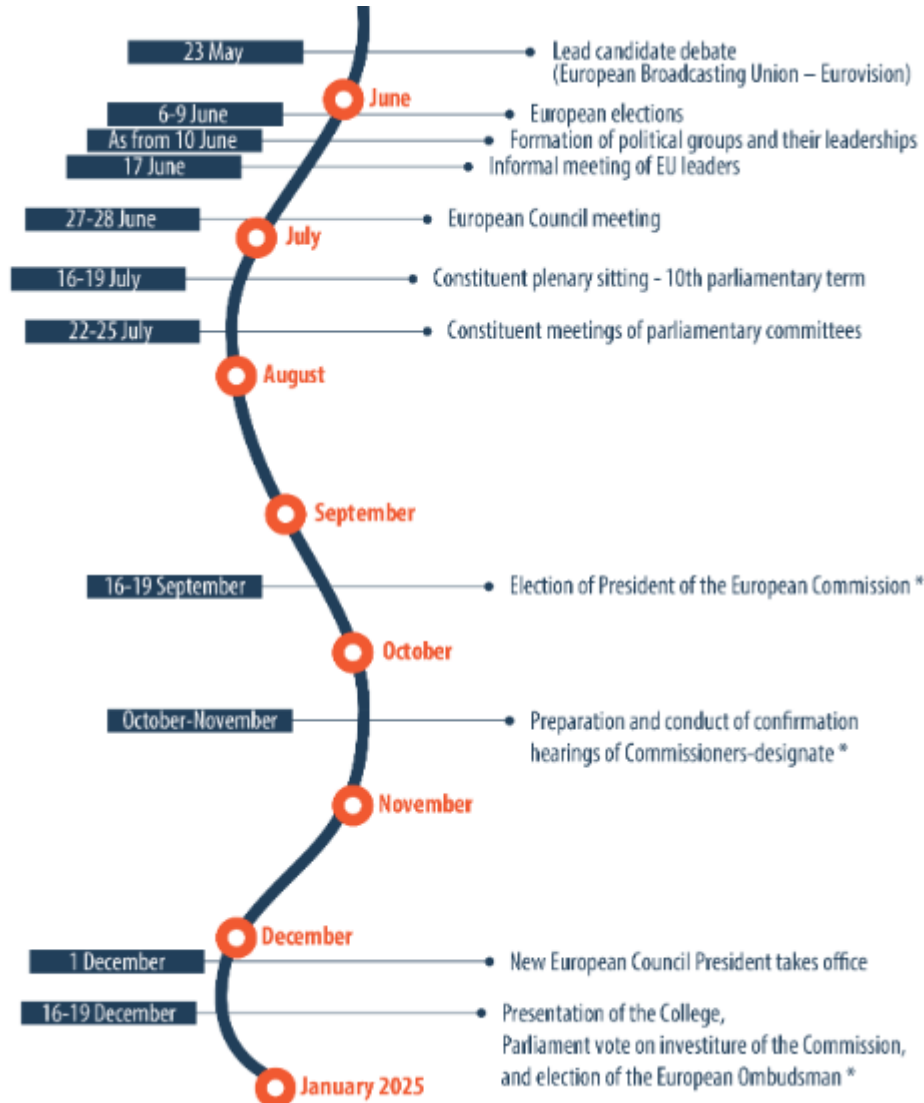 23 May
Lead candidate debate
(European Broadcasting Union – Eurovision)
June
6-9 June
European elections
As from 10 June
Formation of political groups and their leaderships
17 June
Informal meeting of EU leaders
27-28 June
European Council meeting
July
16-19 July
Constituent plenary sitting - 10th parliamentary term
22-25 July
Constituent meetings of parliamentary committees
August
September
16-19 September
Election of President of the European Commission *
October
October-November
Preparation and conduct of confirmation
hearings of Commissioners-designate *
November
December
1 December
New European Council President takes office
16-19 December
Presentation of the College,
Parliament vote on investiture of the Commission,
and election of the European Ombudsman *
January 2025